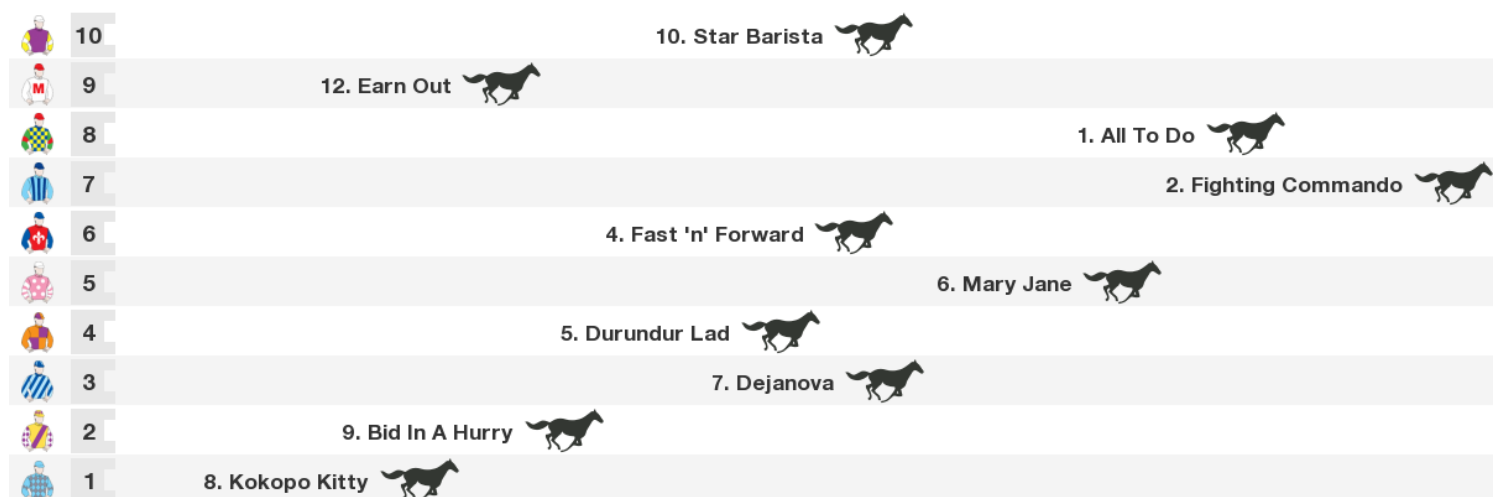 10 10. Star Barista
M 9 12. Earn Out
8 1. All To Do
7 2. Fighting Commando
6 4. Fast 'n' Forward
5 6. Mary Jane
4 5. Durundur Lad
3 7. Dejanova
2 9. Bid In A Hurry
1 8. Kokopo Kitty